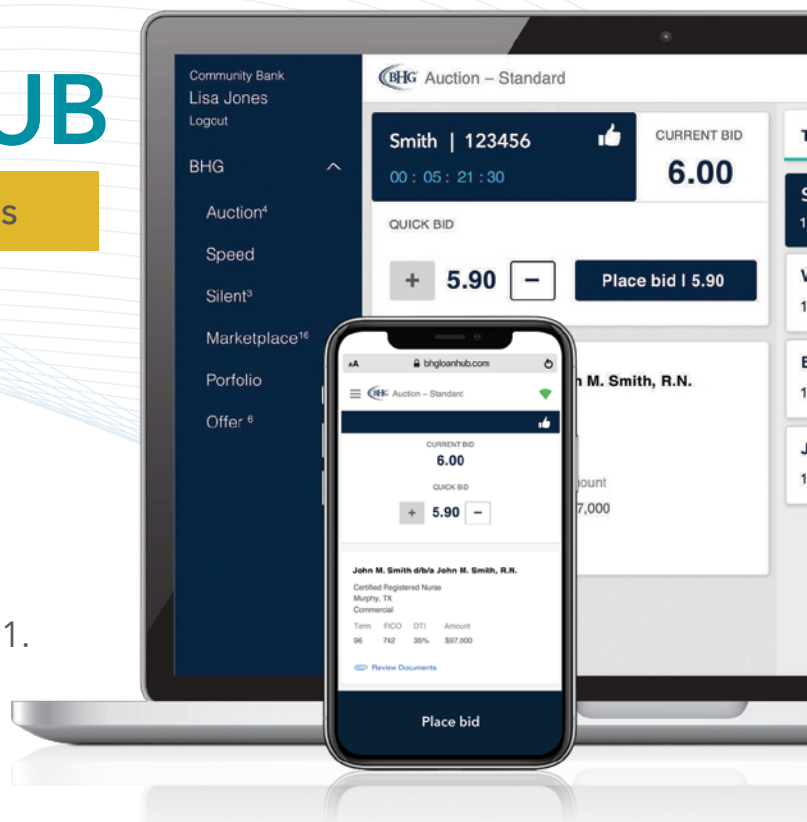 UB
s
1.
Community Bank
Lisa Jones
Logout
BHG
Auction⁴
Speed
Silent³
Marketplace¹⁶
Porfolio
Offer ⁶
BHG Auction – Standard
Smith | 123456
00 : 05 : 21 : 30
CURRENT BID
6.00
QUICK BID
+ 5.90 −
Place bid I 5.90
n M. Smith, R.N.
ount
7,000
T
S
1
V
1
E
1
J
1
AA bhgloanhub.com
BHG Auction – Standard
CURRENT BID
6.00
QUICK BID
+ 5.90 −
John M. Smith d/b/a John M. Smith, R.N.
Certified Registered Nurse
Murphy, TX
Commercial
Term FICO DTI Amount
96 742 35% $97,000
Review Documents
Place bid